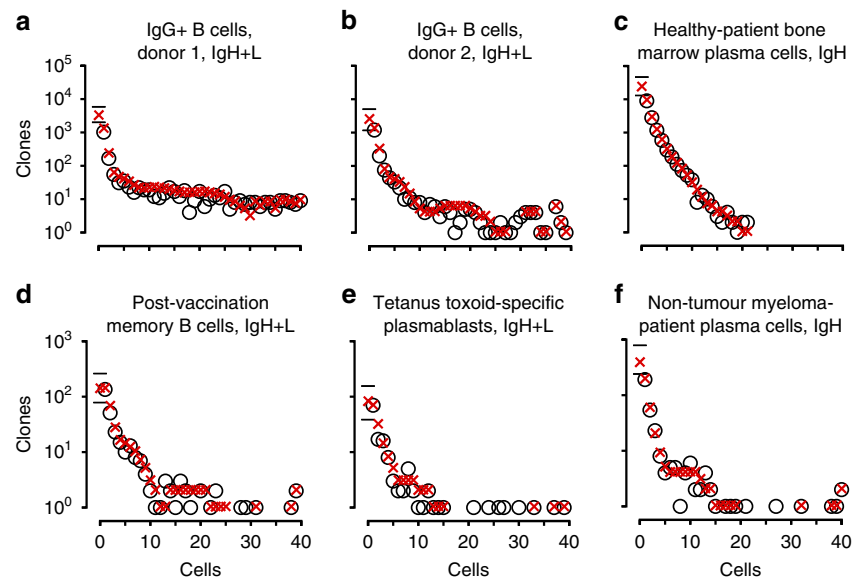 a
IgG+ B cells,
donor 1, IgH+L
b
IgG+ B cells,
donor 2, IgH+L
c
Healthy-patient bone
marrow plasma cells, IgH
Clones
10^5
10^4
10^3
10^2
10^1
10^0
d
Post-vaccination
memory B cells, IgH+L
e
Tetanus toxoid-specific
plasmablasts, IgH+L
f
Non-tumour myeloma-
patient plasma cells, IgH
Clones
10^3
10^2
10^1
10^0
0 10 20 30 40
0 10 20 30 40
0 10 20 30 40
Cells
Cells
Cells